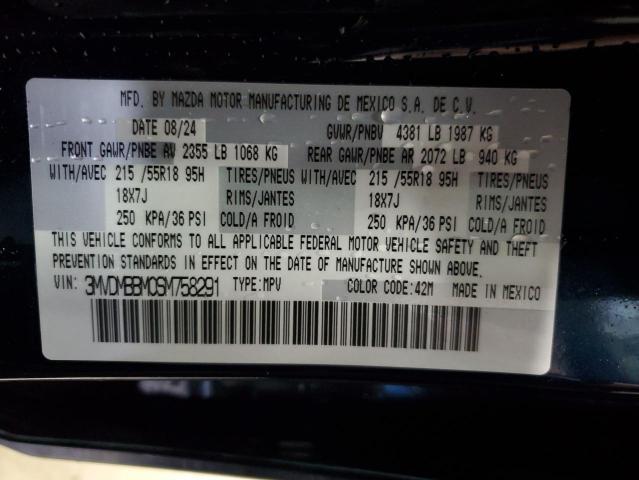 MFD. BY MAZDA MOTOR MANUFACTURING DE MEXICO S.A. DE C.V.
DATE 08/24 GVWR/PNBV 4381 LB 1987 KG
FRONT GAWR/PNBE AV 2355 LB 1068 KG REAR GAWR/PNBE AR 2072 LB 940 KG
WITH/AVEC 215 /55R18 95H TIRES/PNEUS WITH/AVEC 215 /55R18 95H TIRES/PNEUS
18X7J RIMS/JANTES 18X7J RIMS/JANTES
250 KPA/36 PSI COLD/A FROID 250 KPA/36 PSI COLD/A FROID
THIS VEHICLE CONFORMS TO ALL APPLICABLE FEDERAL MOTOR VEHICLE SAFETY AND THEFT
PREVENTION STANDARDS IN EFFECT ON THE DATE OF MANUFACTURE SHOWN ABOVE.
VIN: 3MVDMBBM0SM758291 TYPE:MPV COLOR CODE:42M MADE IN MEXICO